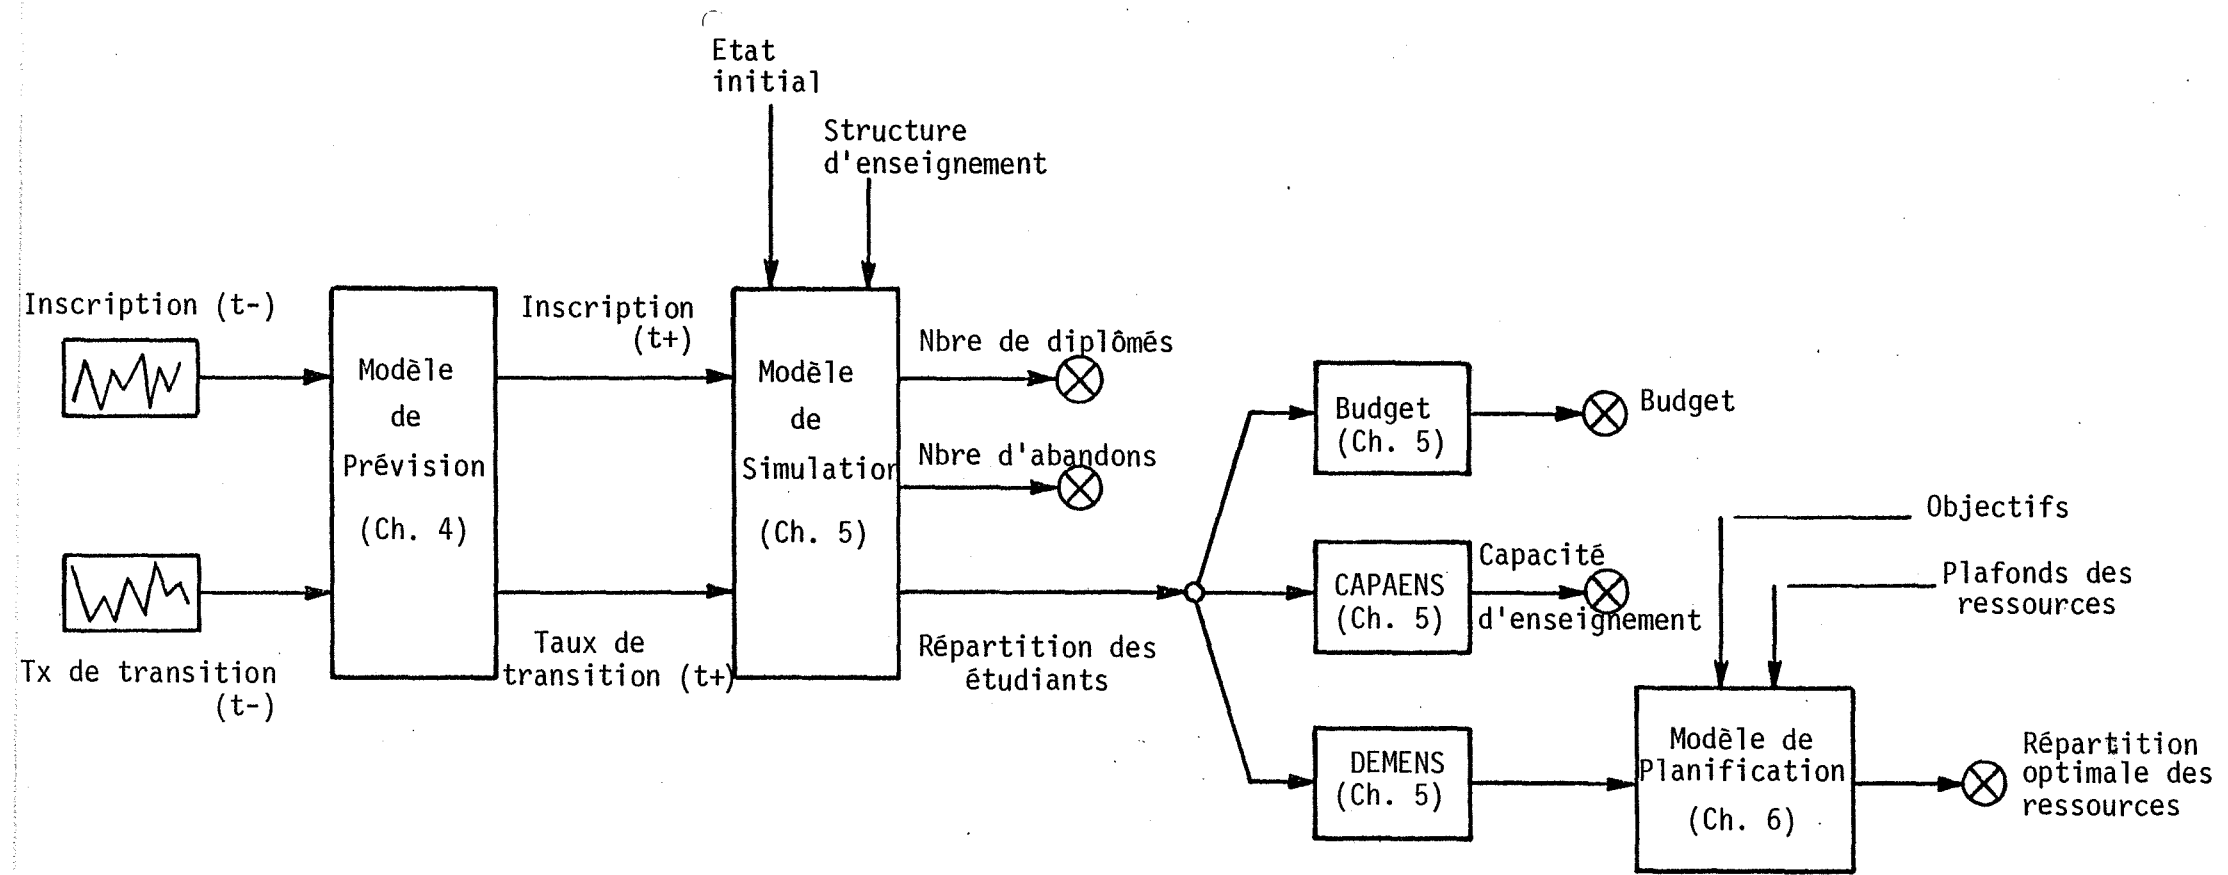 Etat
initial
Structure
d'enseignement
Inscription (t-)
Tx de transition
(t-)
Modèle
de
Prévision
(Ch. 4)
Inscription
(t+)
Taux de
transition (t+)
Modèle
de
Simulation
(Ch. 5)
Nbre de diplômés
Nbre d'abandons
Répartition des
étudiants
Budget
(Ch. 5)
Budget
CAPAENS
(Ch. 5)
Capacité
d'enseignement
DEMENS
(Ch. 5)
Objectifs
Plafonds des
ressources
Modèle de
Planification
(Ch. 6)
Répartition
optimale des
ressources